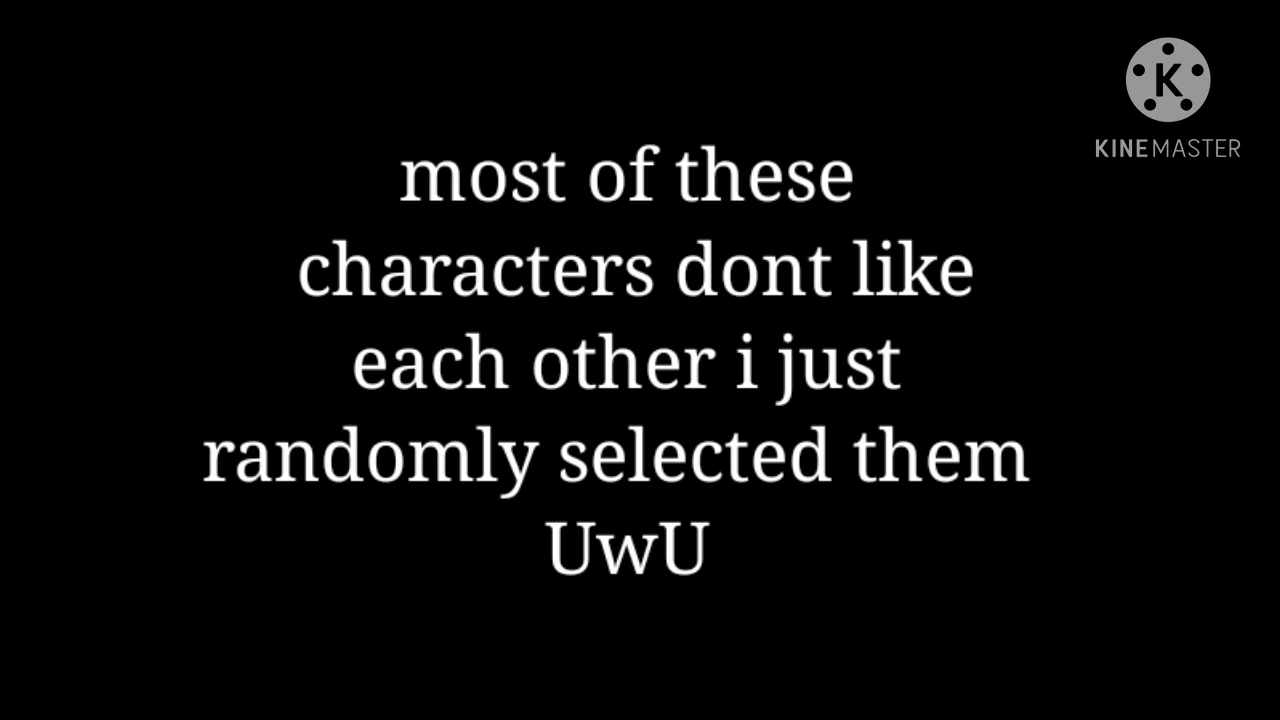 K
KINEMASTER
most of these
characters dont like
each other i just
randomly selected them
UwU